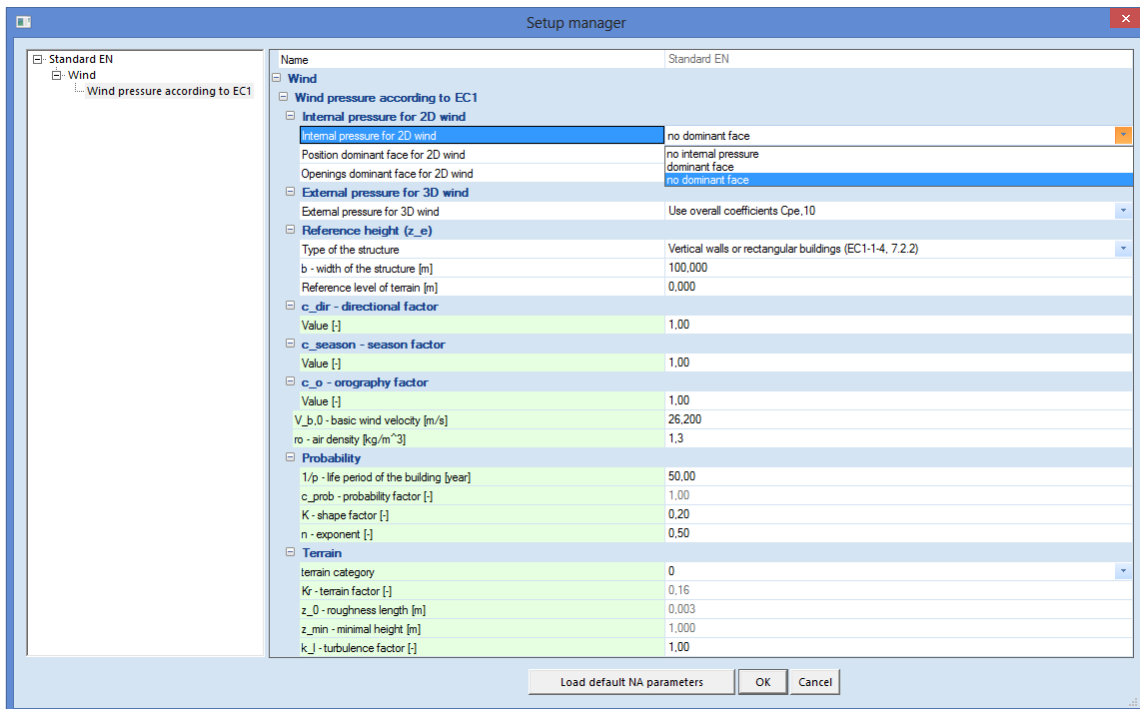 Setup manager
Standard EN
Wind
Wind pressure according to EC1
Name Standard EN
Wind
Wind pressure according to EC1
Internal pressure for 2D wind
Internal pressure for 2D wind no dominant face
Position dominant face for 2D wind no internal pressure
dominant face
Openings dominant face for 2D wind no dominant face
External pressure for 3D wind
External pressure for 3D wind Use overall coefficients Cpe,10
Reference height (z_e)
Type of the structure Vertical walls or rectangular buildings (EC1-1-4, 7.2.2)
b - width of the structure [m] 100,000
Reference level of terrain [m] 0,000
c_dir - directional factor
Value [-] 1,00
c_season - season factor
Value [-] 1,00
c_o - orography factor
Value [-] 1,00
V_b,0 - basic wind velocity [m/s] 26,200
ro - air density [kg/m^3] 1,3
Probability
1/p - life period of the building [year] 50,00
c_prob - probability factor [-] 1,00
K - shape factor [-] 0,20
n - exponent [-] 0,50
Terrain
terrain category 0
Kr - terrain factor [-] 0,16
z_0 - roughness length [m] 0,003
z_min - minimal height [m] 1,000
k_I - turbulence factor [-] 1,00
Load default NA parameters OK Cancel